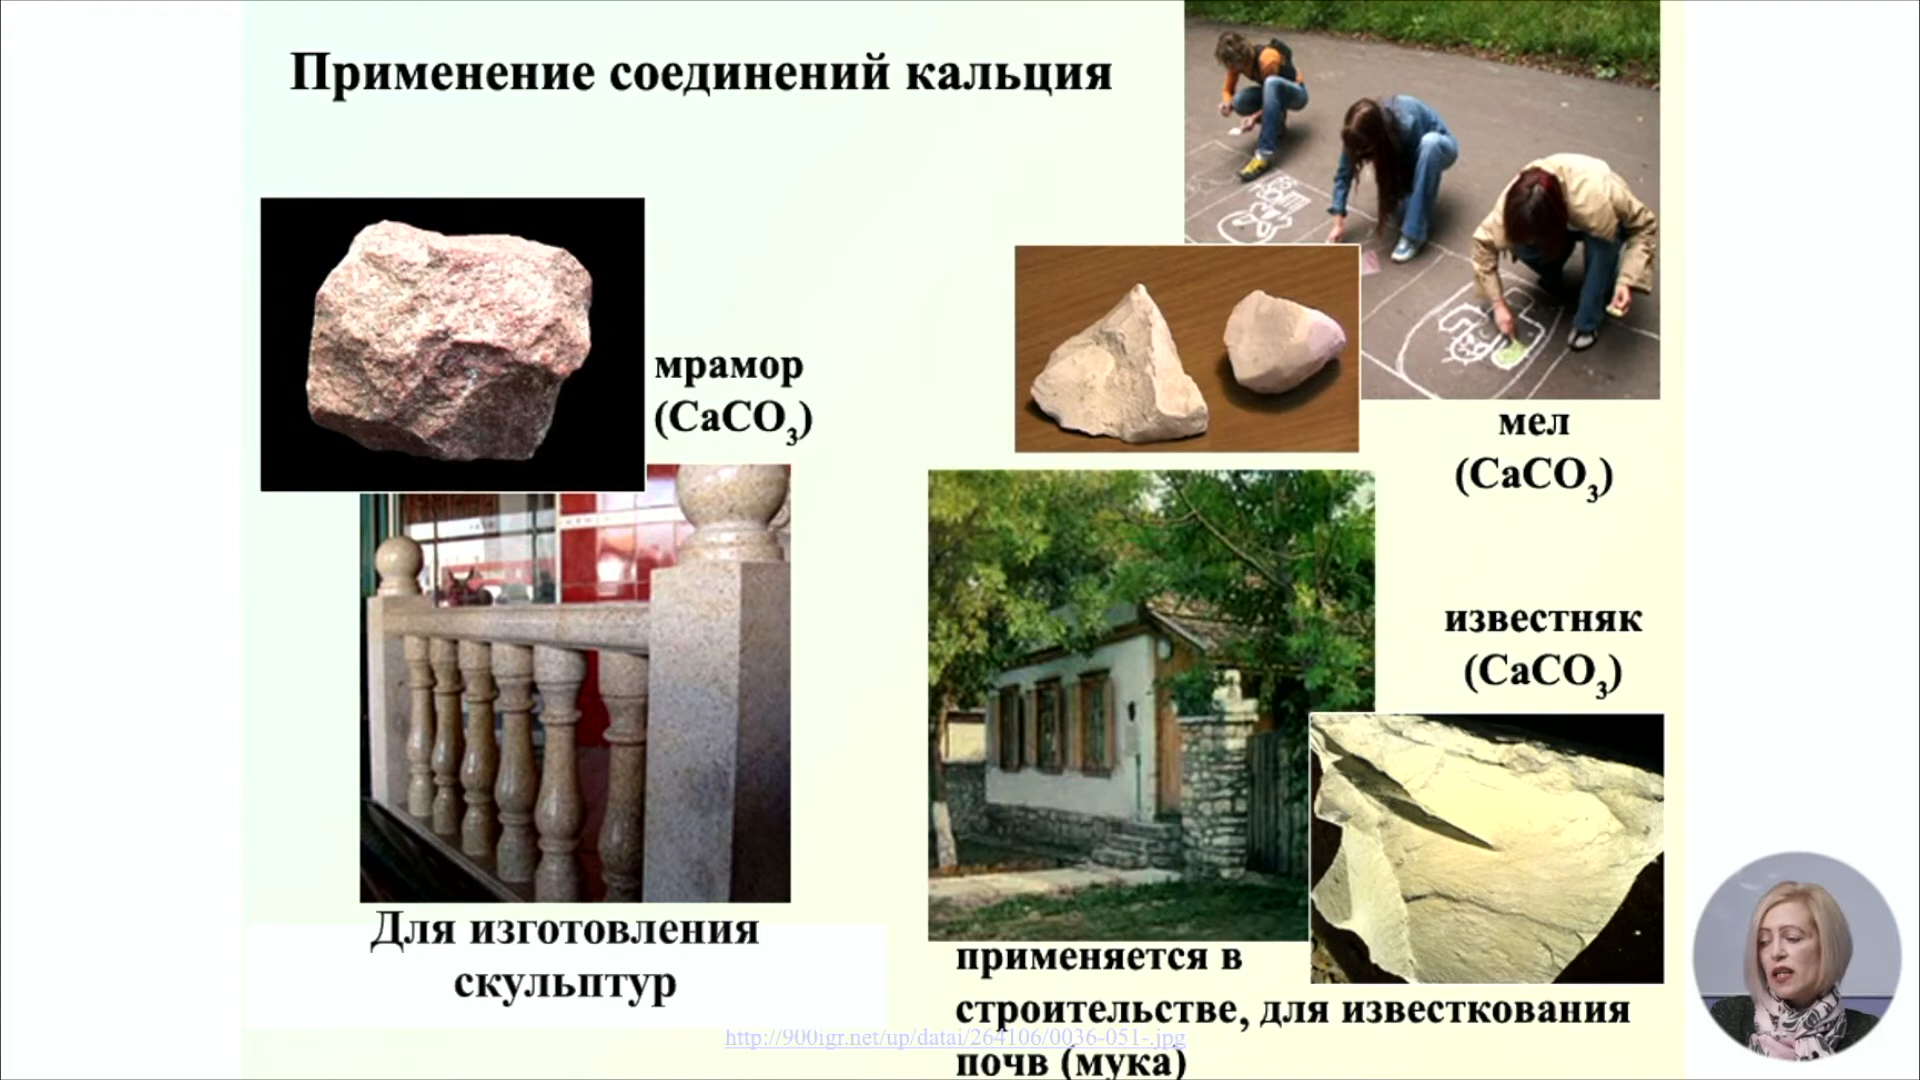 Применение соединений кальция
мрамор
(CaCO₃)
мел
(CaCO₃)
известняк
(CaCO₃)
Для изготовления
скульптур
применяется в
строительстве, для известкования
почв (мука)
http://900igr.net/up/datai/264106/0036-051-.jpg